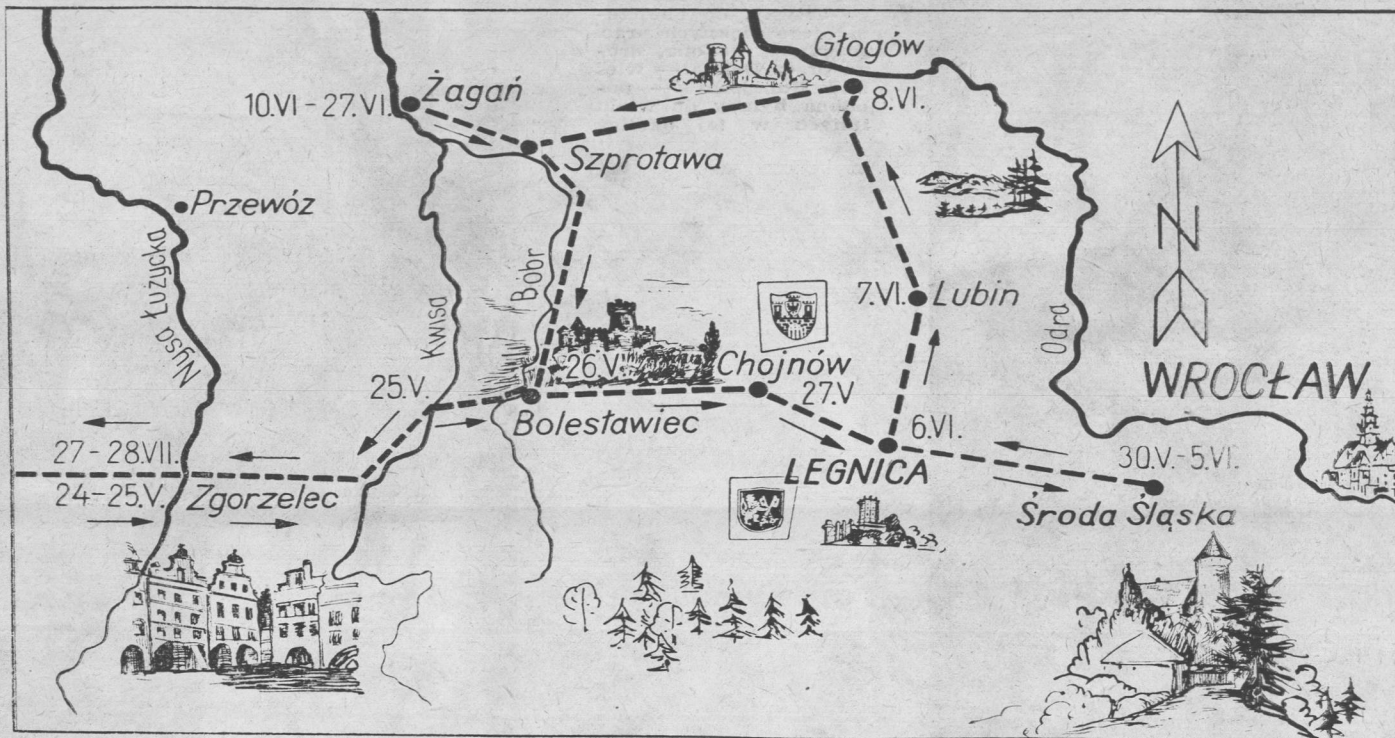 Głogów
8.VI.
10.VI - 27.VI.
Żagań
Szprotawa
Przewóz
Nysa Łużycka
Kwisa
Bóbr
7.VI.
Lubin
Odra
N
WROCŁAW
25.V.
26.V.
Chojnów
27.V
Bolesławiec
6.VI.
LEGNICA
30.V.-5.VI.
Środa Śląska
27-28.VII.
24-25.V.
Zgorzelec